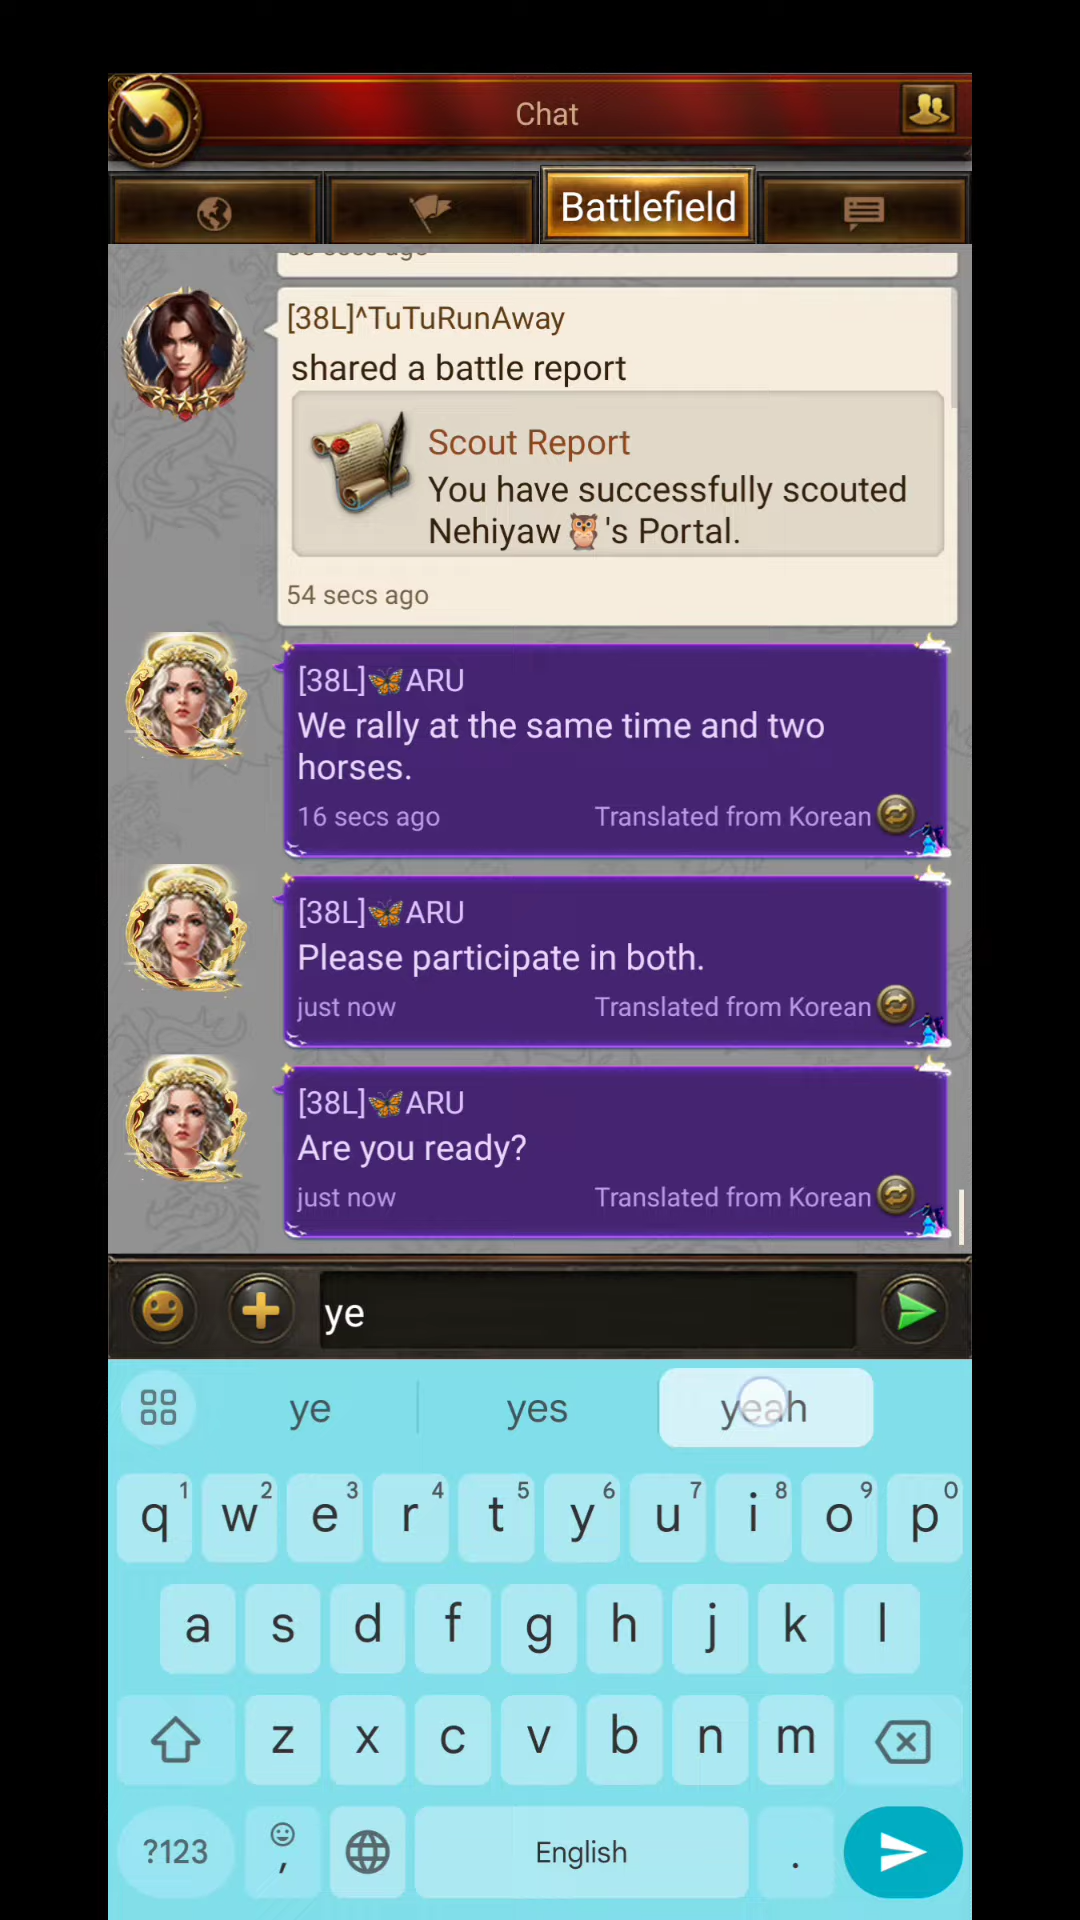 Chat
Battlefield
[38L]^TuTuRunAway
shared a battle report
Scout Report
You have successfully scouted
Nehiyaw🦉's Portal.
54 secs ago
[38L]🦋ARU
We rally at the same time and two
horses.
16 secs ago Translated from Korean
[38L]🦋ARU
Please participate in both.
just now Translated from Korean
[38L]🦋ARU
Are you ready?
just now Translated from Korean
ye
ye yes yeah
q1 w2 e3 r4 t5 y6 u7 i8 o9 p0
a s d f g h j k l
z x c v b n m
?123 , English .